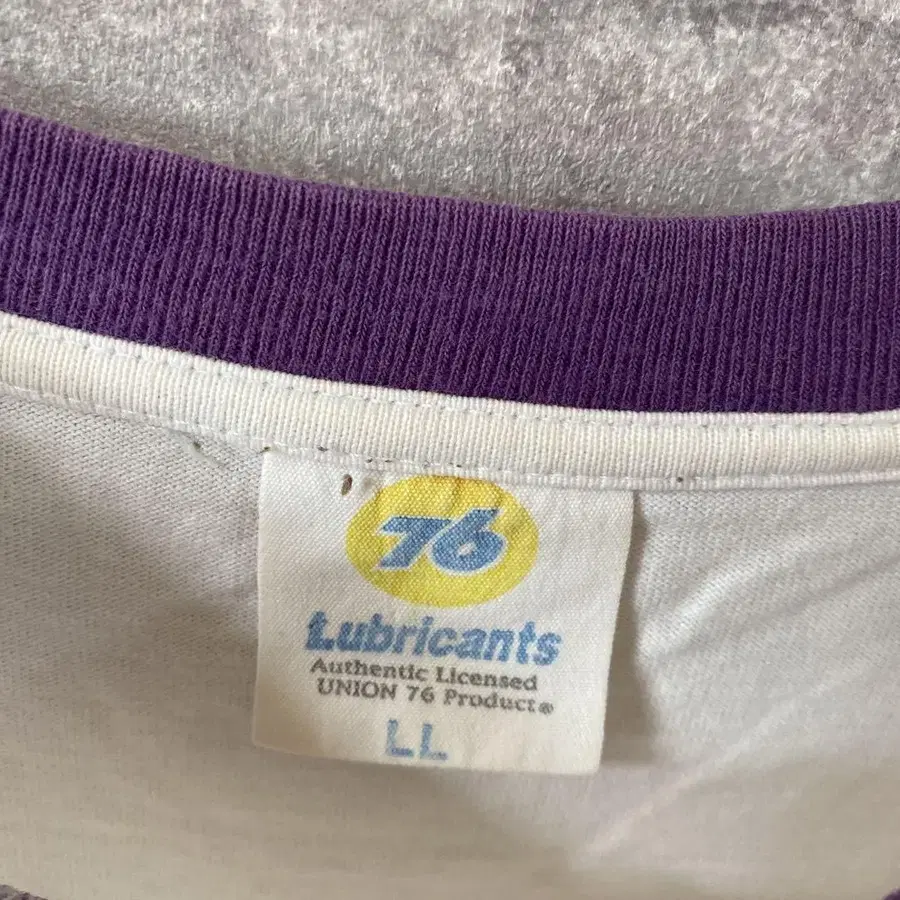 76
Lubricants
Authentic Licensed
UNION 76 Product®
LL